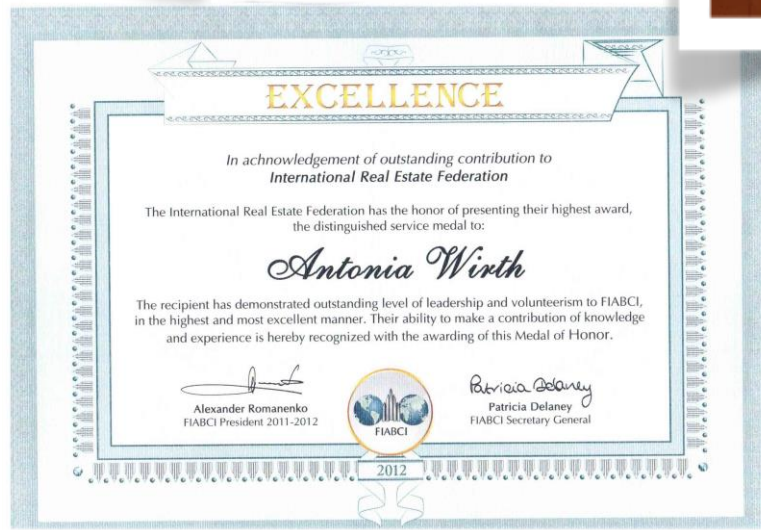 EXCELLENCE
In achnowledgement of outstanding contribution to
International Real Estate Federation
The International Real Estate Federation has the honor of presenting their highest award,
the distinguished service medal to:
Antonia Wirth
The recipient has demonstrated outstanding level of leadership and volunteerism to FIABCI,
in the highest and most excellent manner. Their ability to make a contribution of knowledge
and experience is hereby recognized with the awarding of this Medal of Honor.
Patricia Delaney
Alexander Romanenko
FIABCI President 2011-2012
FIABCI
Patricia Delaney
FIABCI Secretary General
2012